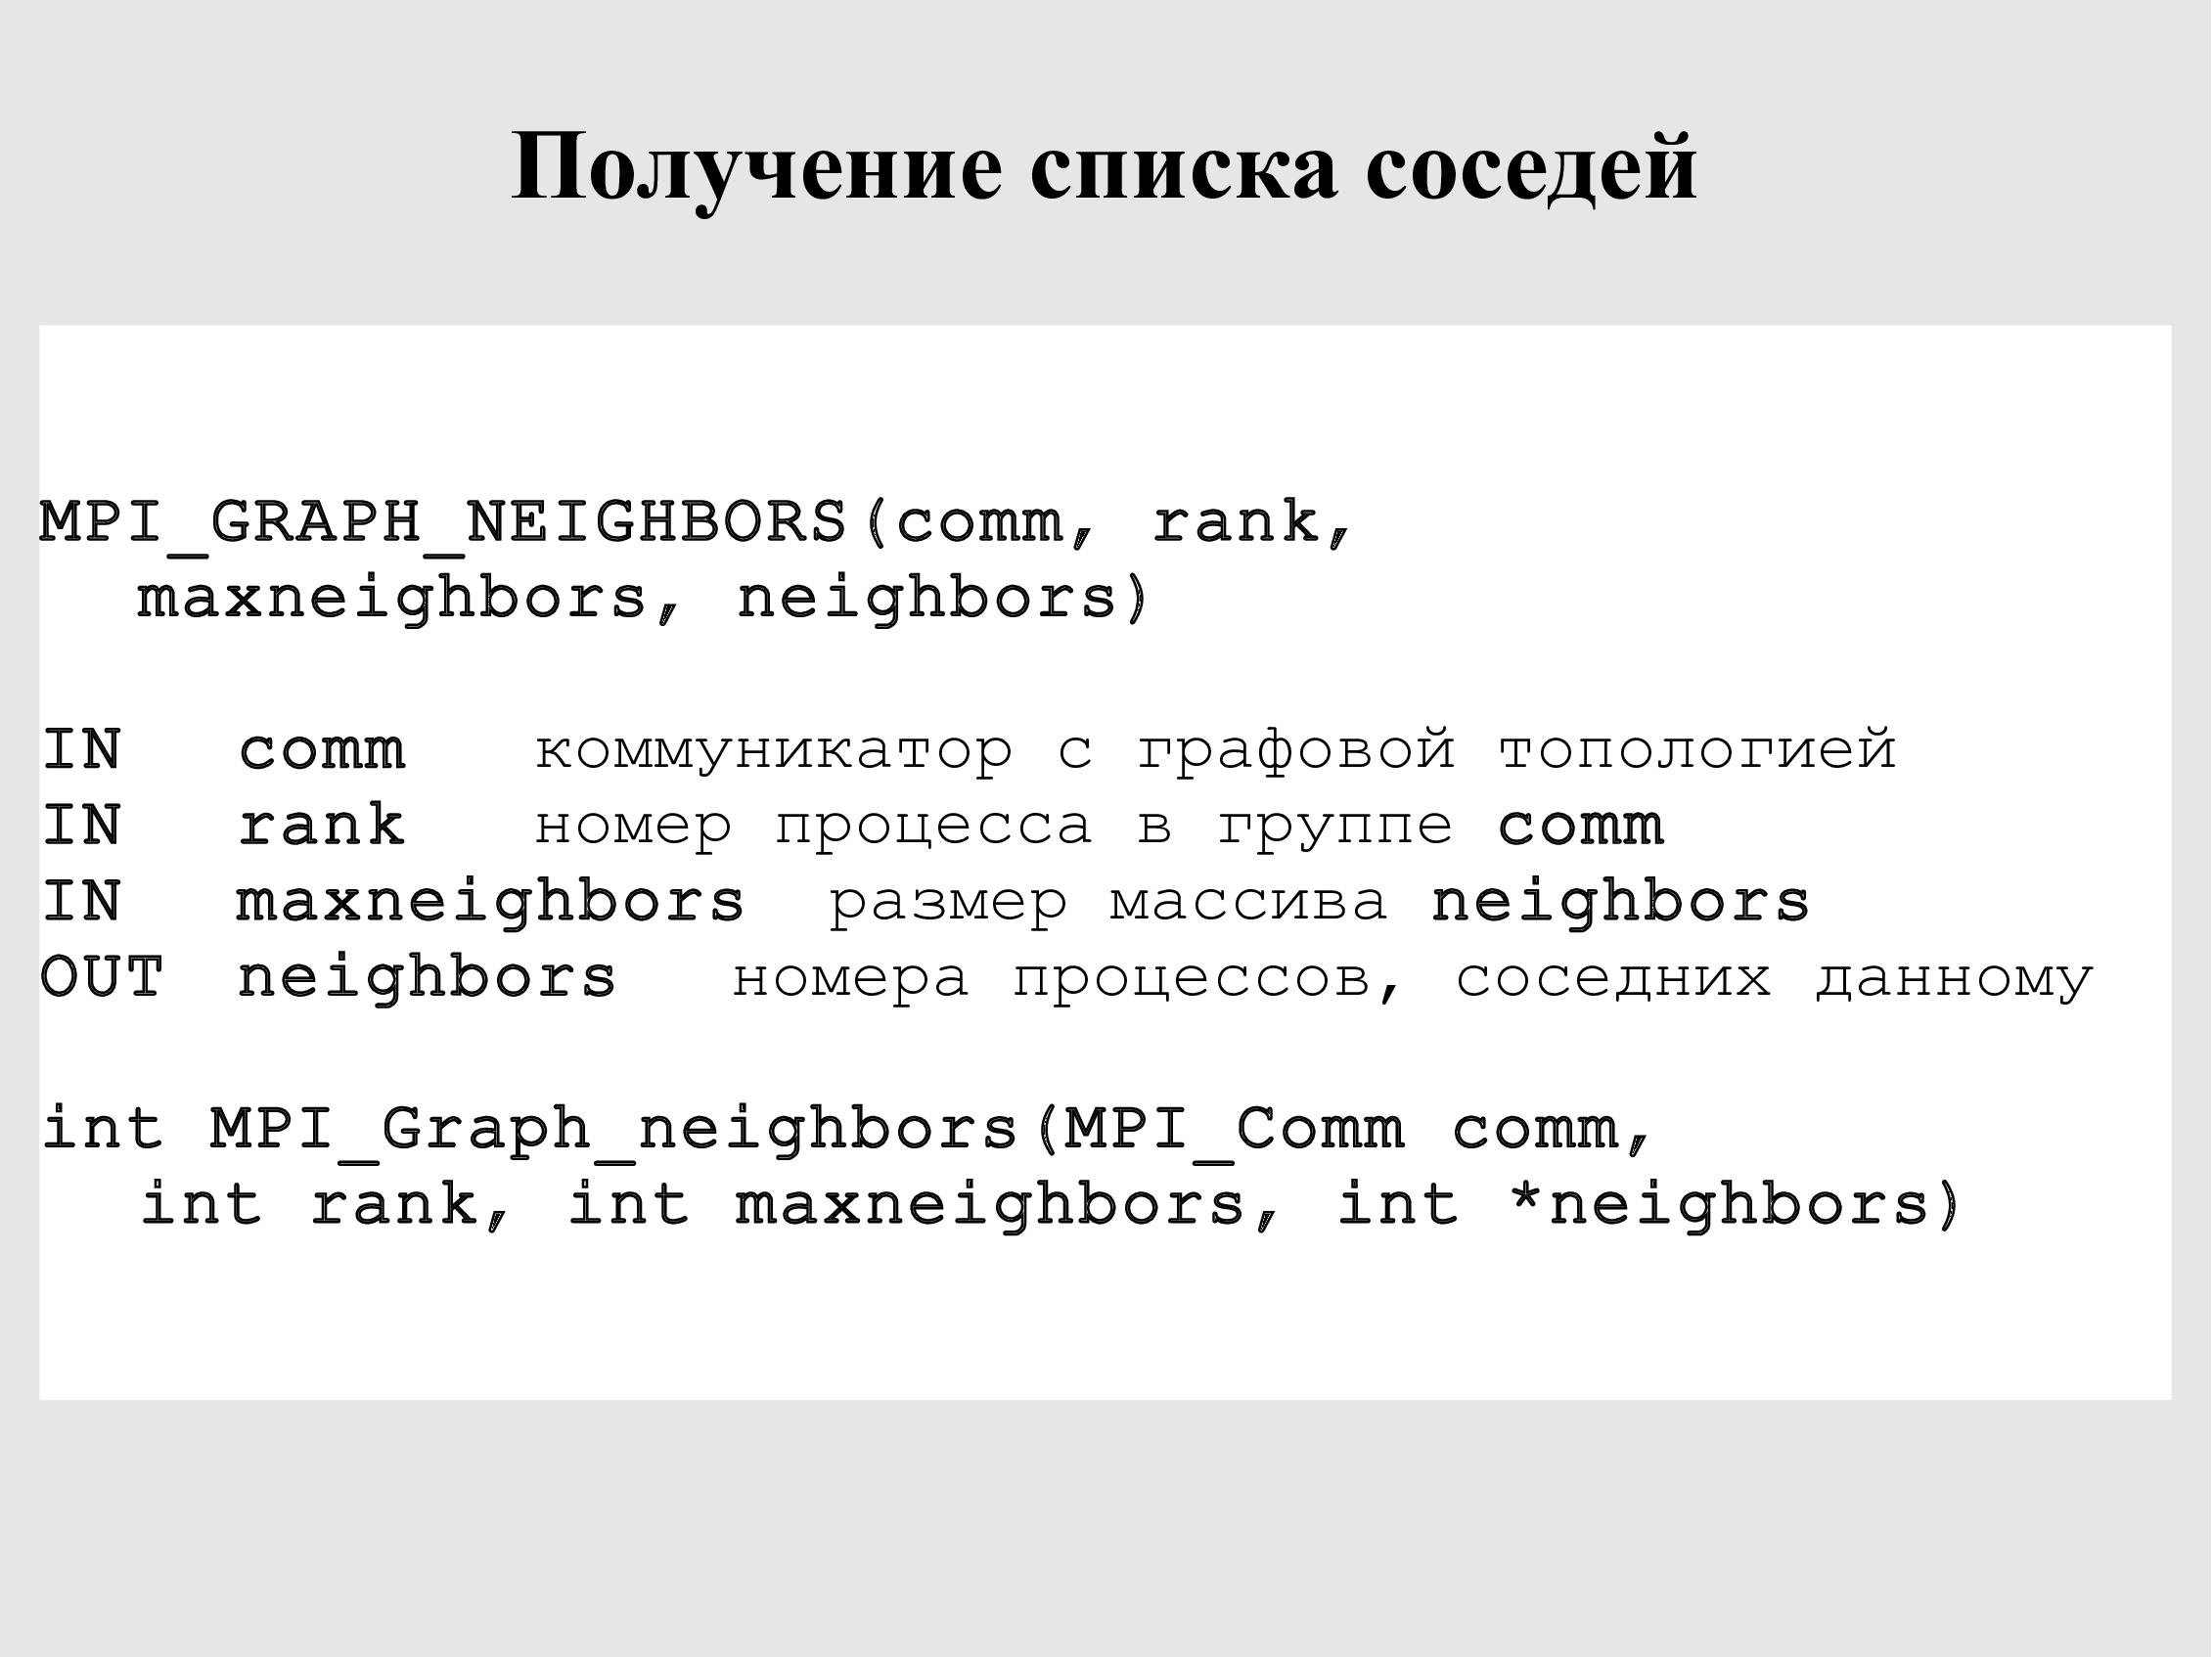 Получение списка соседей
MPI_GRAPH_NEIGHBORS(comm, rank,
maxneighbors, neighbors)
IN comm коммуникатор с графовой топологией
IN rank номер процесса в группе comm
IN maxneighbors размер массива neighbors
OUT neighbors номера процессов, соседних данному
int MPI_Graph_neighbors(MPI_Comm comm,
int rank, int maxneighbors, int *neighbors)